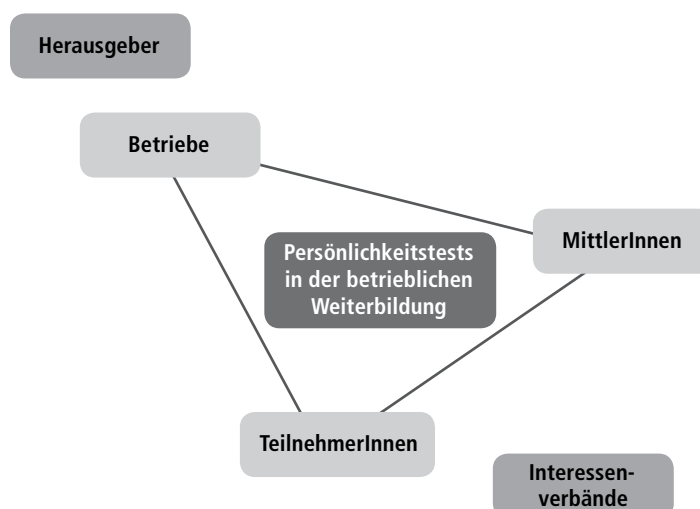 Herausgeber
Betriebe
MittlerInnen
Persönlichkeitstests
in der betrieblichen
Weiterbildung
TeilnehmerInnen
Interessen-
verbände